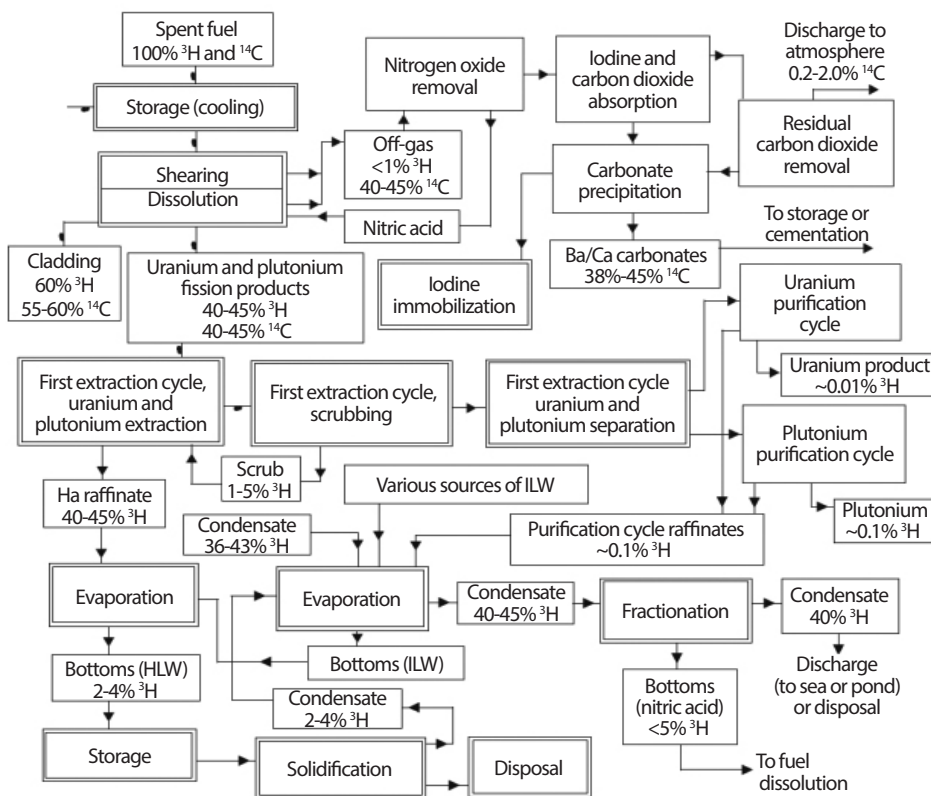 Spent fuel
100% ³H and ¹⁴C
Storage (cooling)
Shearing
Dissolution
Cladding
60% ³H
55-60% ¹⁴C
Uranium and plutonium
fission products
40-45% ³H
40-45% ¹⁴C
Off-gas
<1% ³H
40-45% ¹⁴C
Nitric acid
Nitrogen oxide
removal
Iodine and
carbon dioxide
absorption
Discharge to
atmosphere
0.2-2.0% ¹⁴C
Residual
carbon dioxide
removal
Carbonate
precipitation
To storage or
cementation
Ba/Ca carbonates
38%-45% ¹⁴C
Iodine
immobilization
Uranium
purification
cycle
Uranium product
~0.01% ³H
First extraction cycle,
uranium and
plutonium extraction
First extraction cycle,
scrubbing
First extraction cycle
uranium and
plutonium separation
Plutonium
purification cycle
Plutonium
~0.1% ³H
Scrub
1-5% ³H
Ha raffinate
40-45% ³H
Various sources of ILW
Condensate
36-43% ³H
Purification cycle raffinates
~0.1% ³H
Evaporation
Evaporation
Condensate
40-45% ³H
Fractionation
Condensate
40% ³H
Bottoms (HLW)
2-4% ³H
Bottoms (ILW)
Condensate
2-4% ³H
Bottoms
(nitric acid)
<5% ³H
Discharge
(to sea or pond)
or disposal
Storage
Solidification
Disposal
To fuel
dissolution